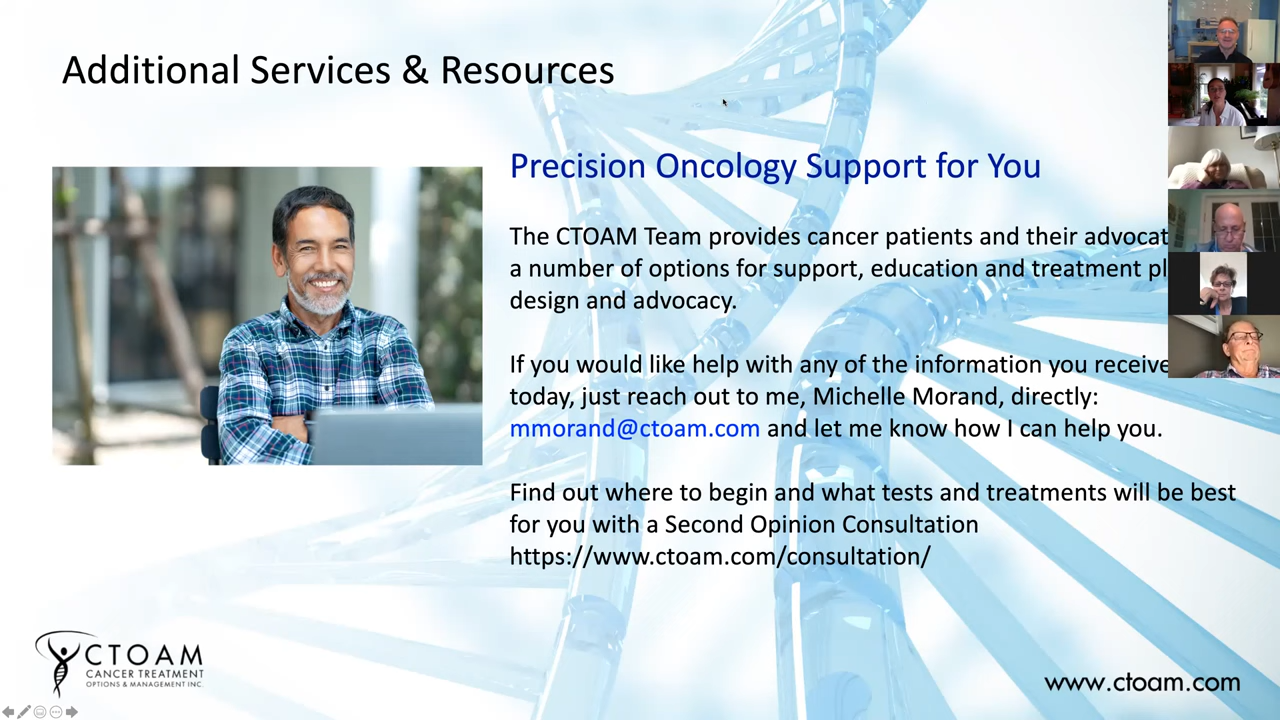 Additional Services & Resources
Precision Oncology Support for You
The CTOAM Team provides cancer patients and their
a number of options for support, education and treatment
design and advocacy.
If you would like help with any of the information you
today, just reach out to me, Michelle Morand, directly:
mmorand@ctoam.com and let me know how I can help you.
Find out where to begin and what tests and treatments will be best
for you with a Second Opinion Consultation
https://www.ctoam.com/consultation/
CTOAM
CANCER TREATMENT
OPTIONS & MANAGEMENT INC.
www.ctoam.com